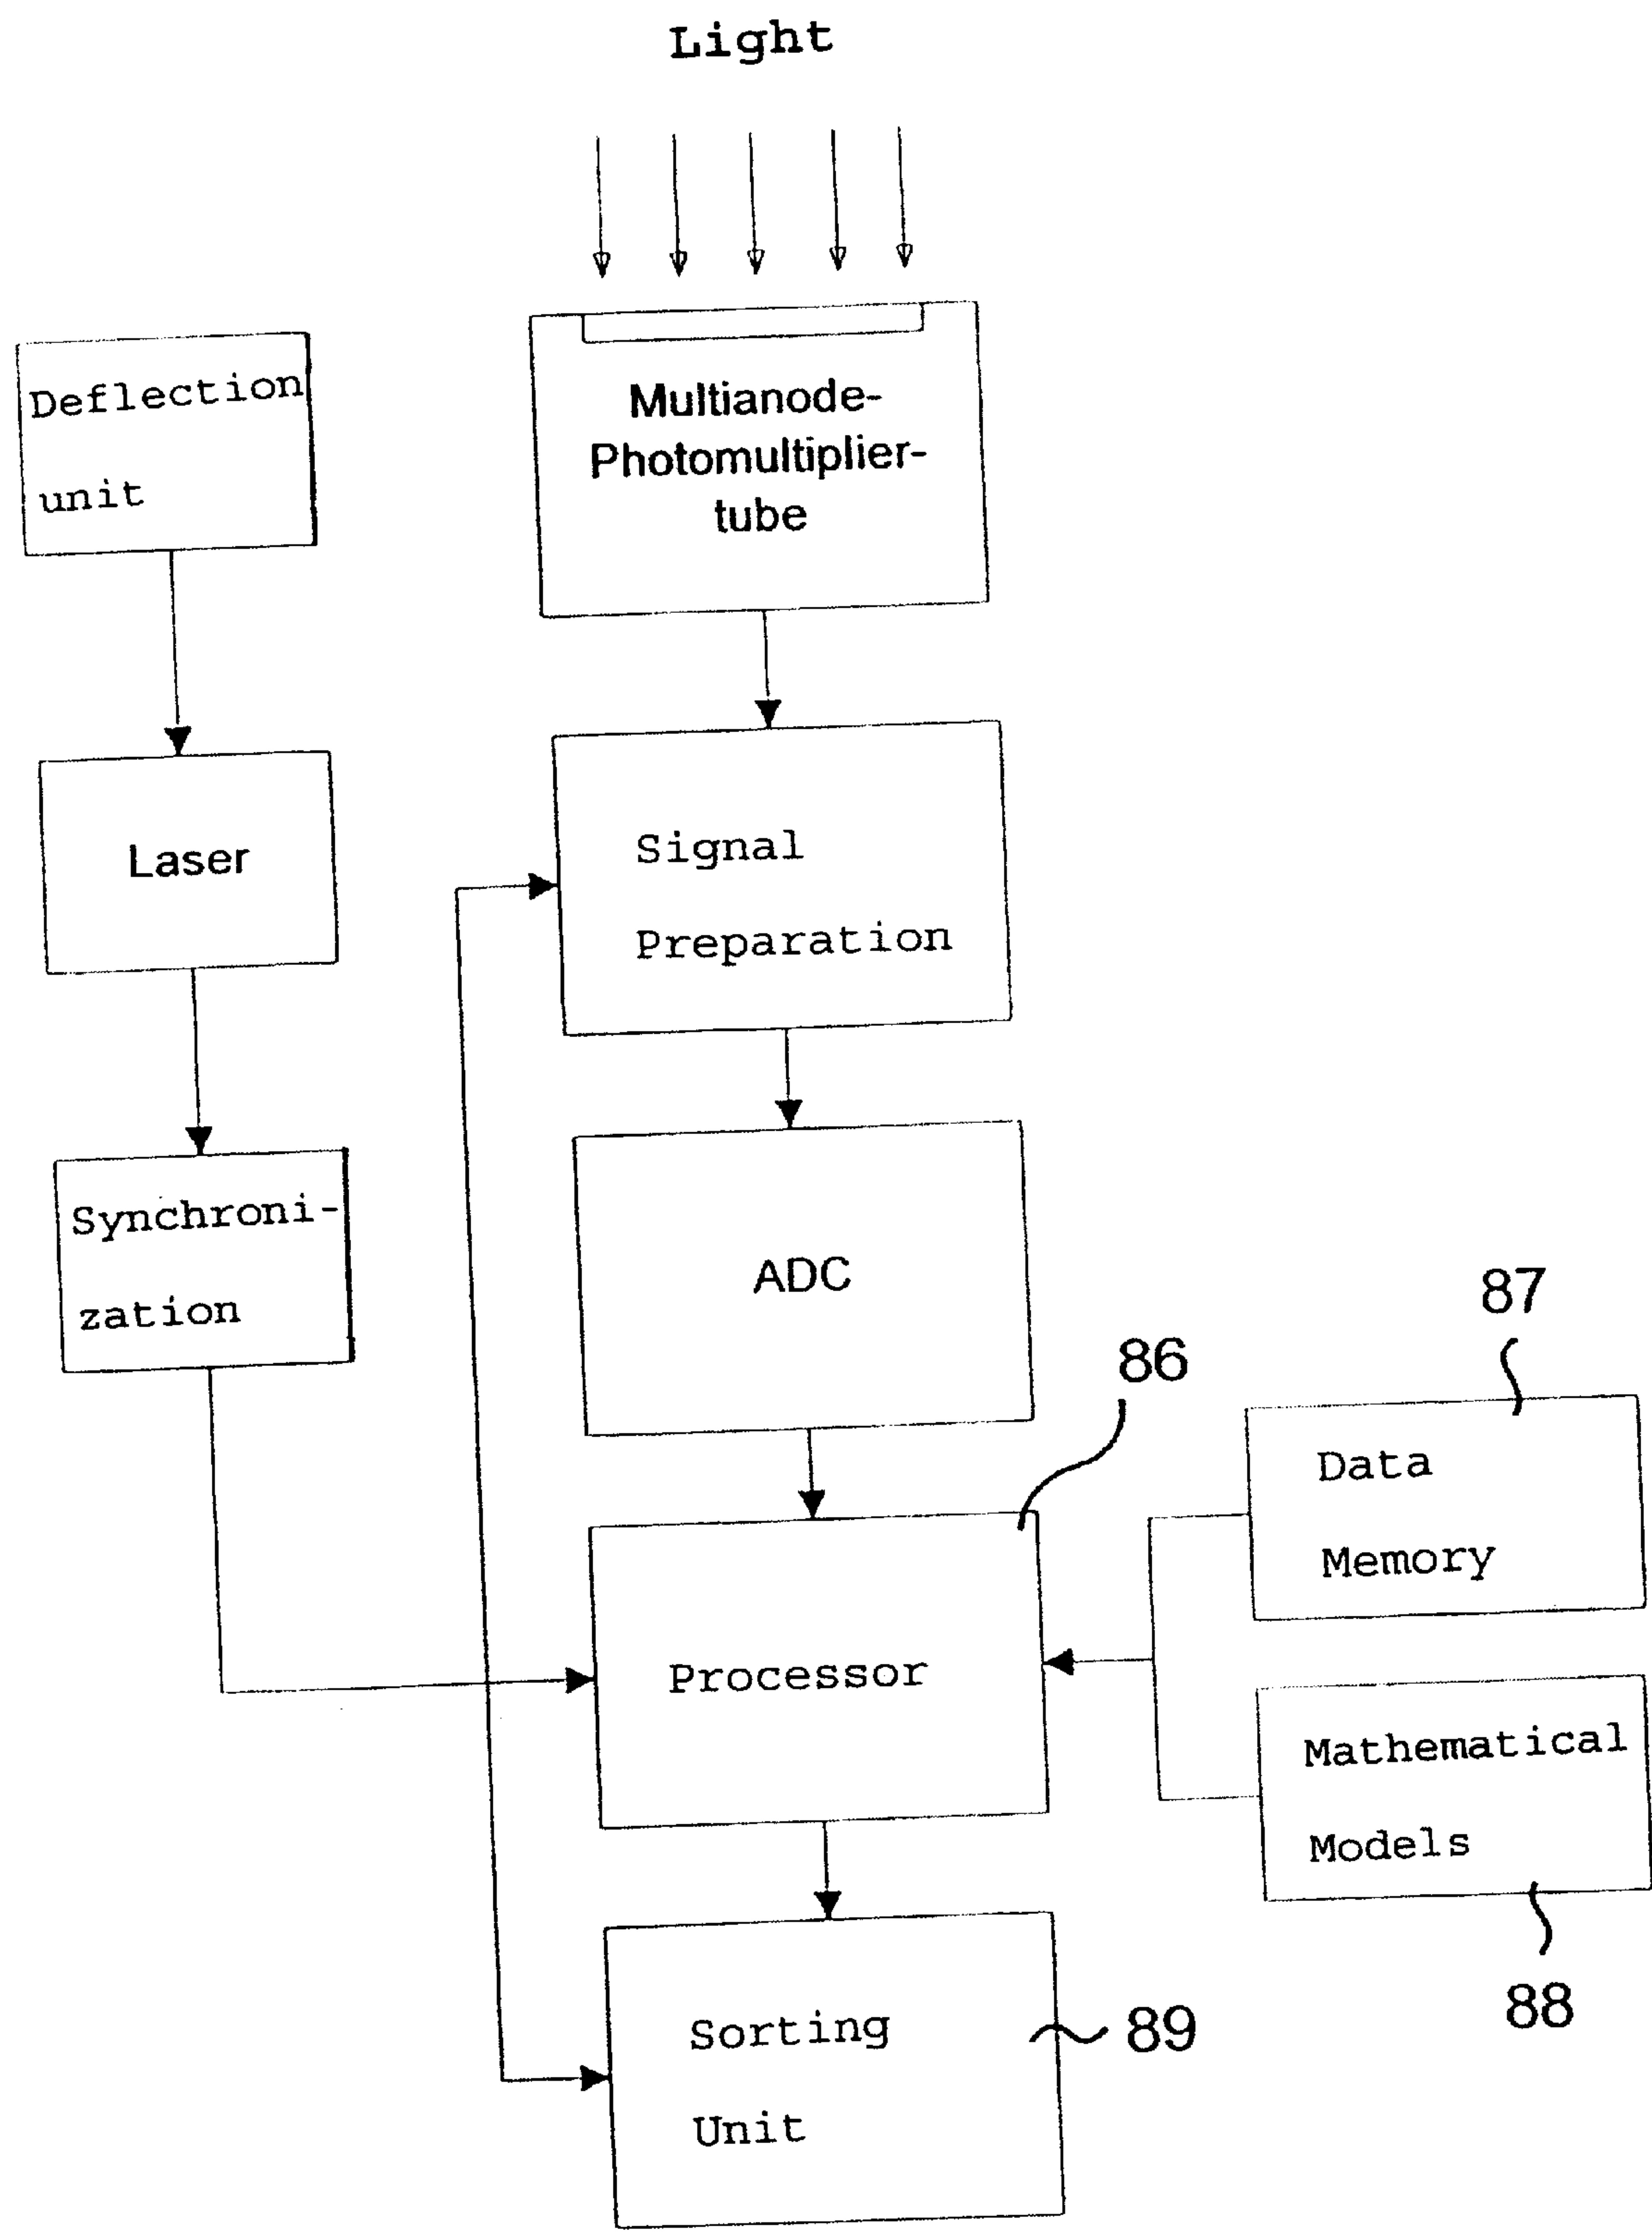 Light
Deflection
unit
Multianode-
Photomultiplier-
tube
Laser
Signal
Preparation
Synchroni-
zation
ADC
86
87
Data
Memory
Processor
Mathematical
Models
88
Sorting
Unit
89